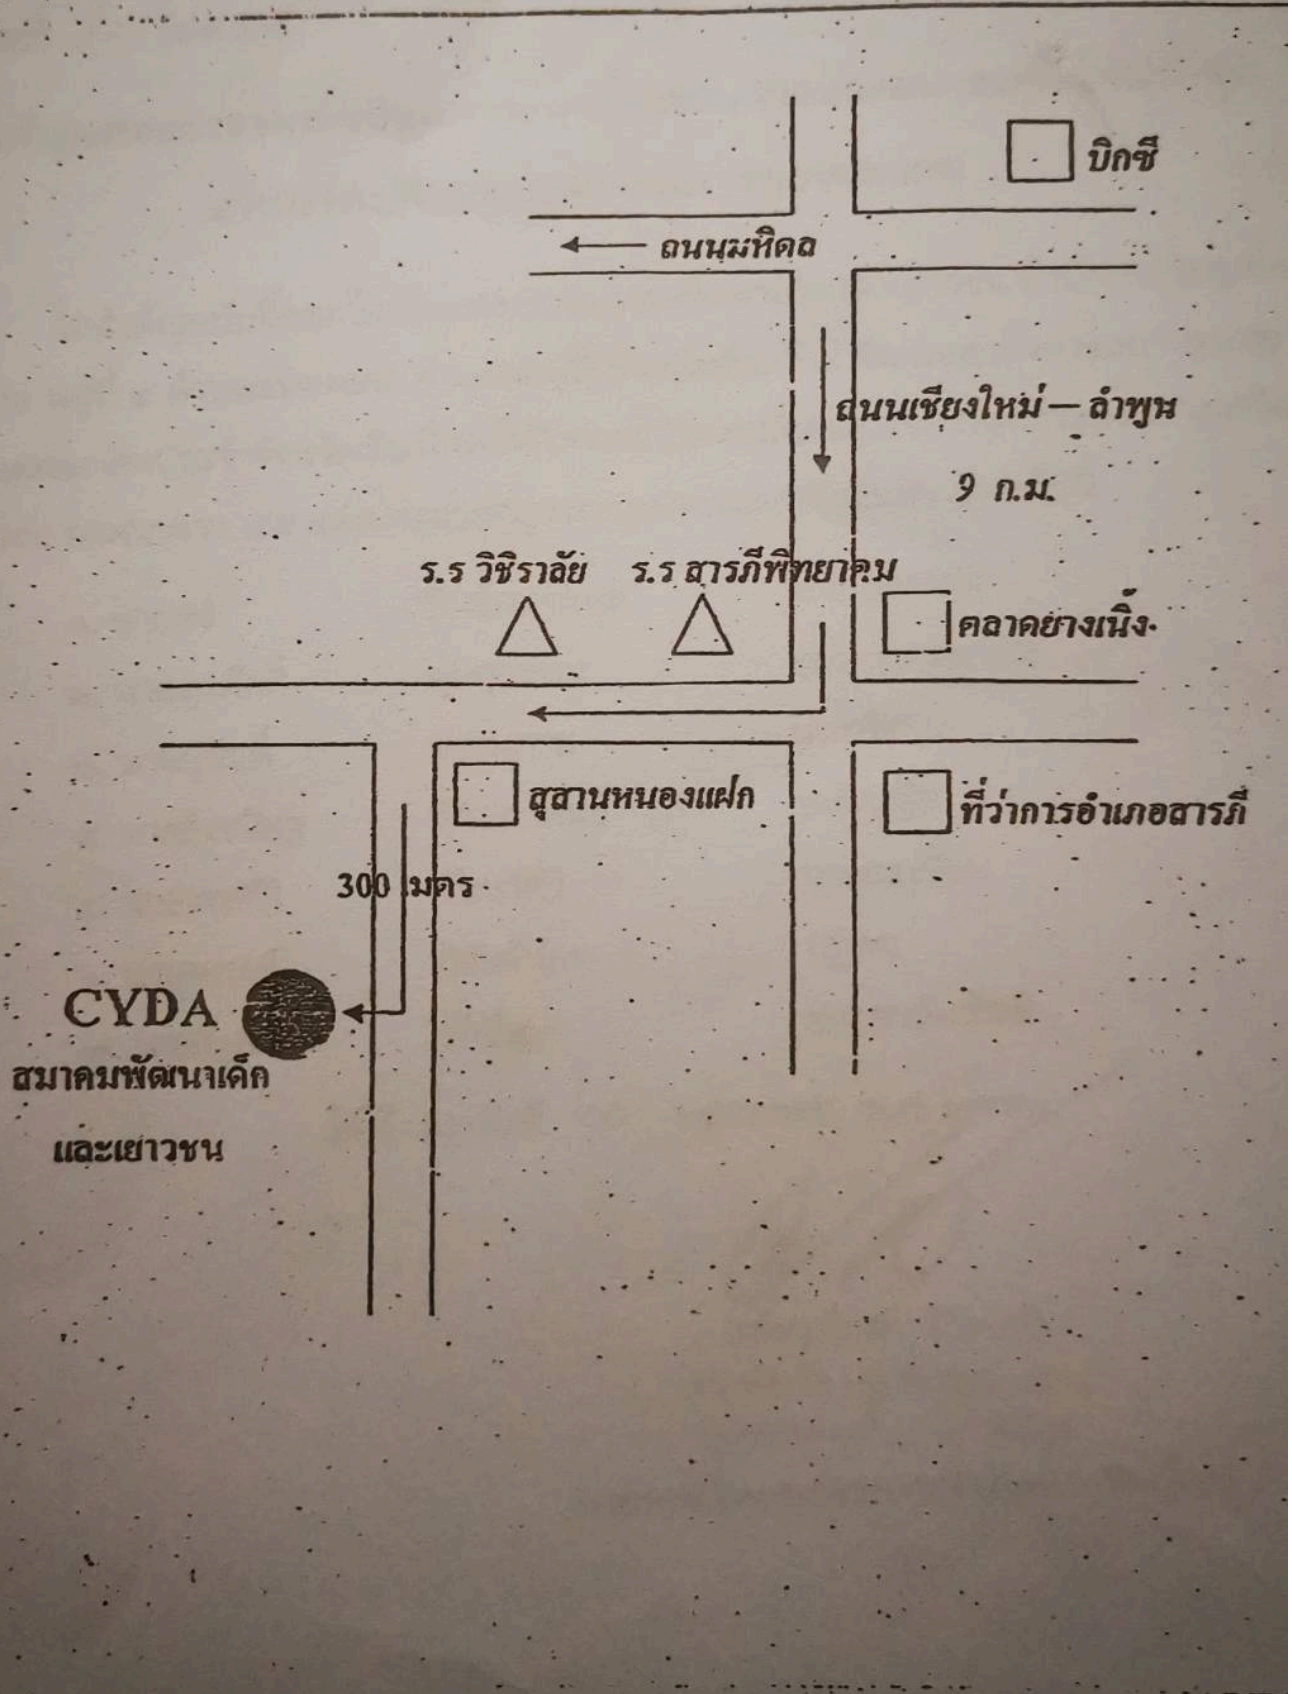 บิกซี
ถนนมหิดล
ถนนเชียงใหม่ – ลำพูน
9 ก.ม.
ร.ร วิชิราลัย ร.ร สารภีพิทยาคม
ตลาดยางเนิ้ง
สุสานหนองแฝก
ที่ว่าการอำเภอสารภี
300 เมตร
CYDA
สมาคมพัฒนาเด็ก
และเยาวชน